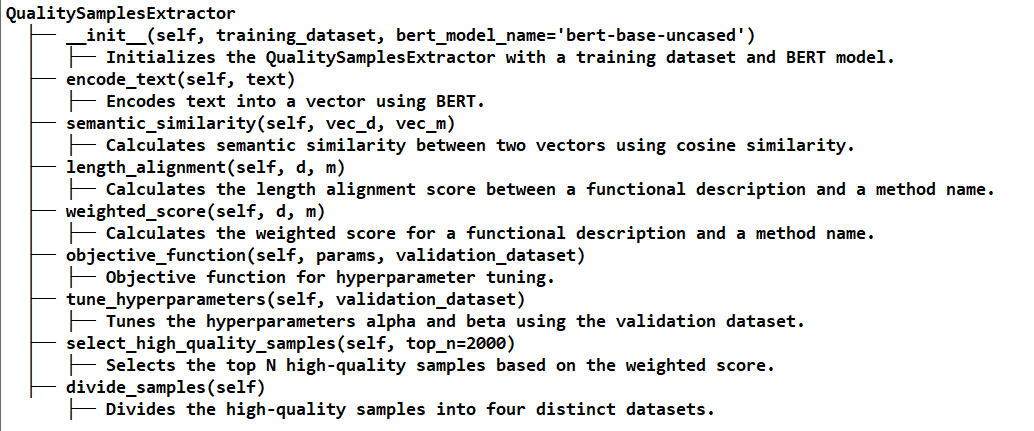 QualitySamplesExtractor
├── __init__(self, training_dataset, bert_model_name='bert-base-uncased')
│   ├── Initializes the QualitySamplesExtractor with a training dataset and BERT model.
├── encode_text(self, text)
│   ├── Encodes text into a vector using BERT.
├── semantic_similarity(self, vec_d, vec_m)
│   ├── Calculates semantic similarity between two vectors using cosine similarity.
├── length_alignment(self, d, m)
│   ├── Calculates the length alignment score between a functional description and a method name.
├── weighted_score(self, d, m)
│   ├── Calculates the weighted score for a functional description and a method name.
├── objective_function(self, params, validation_dataset)
│   ├── Objective function for hyperparameter tuning.
├── tune_hyperparameters(self, validation_dataset)
│   ├── Tunes the hyperparameters alpha and beta using the validation dataset.
├── select_high_quality_samples(self, top_n=2000)
│   ├── Selects the top N high-quality samples based on the weighted score.
├── divide_samples(self)
    ├── Divides the high-quality samples into four distinct datasets.